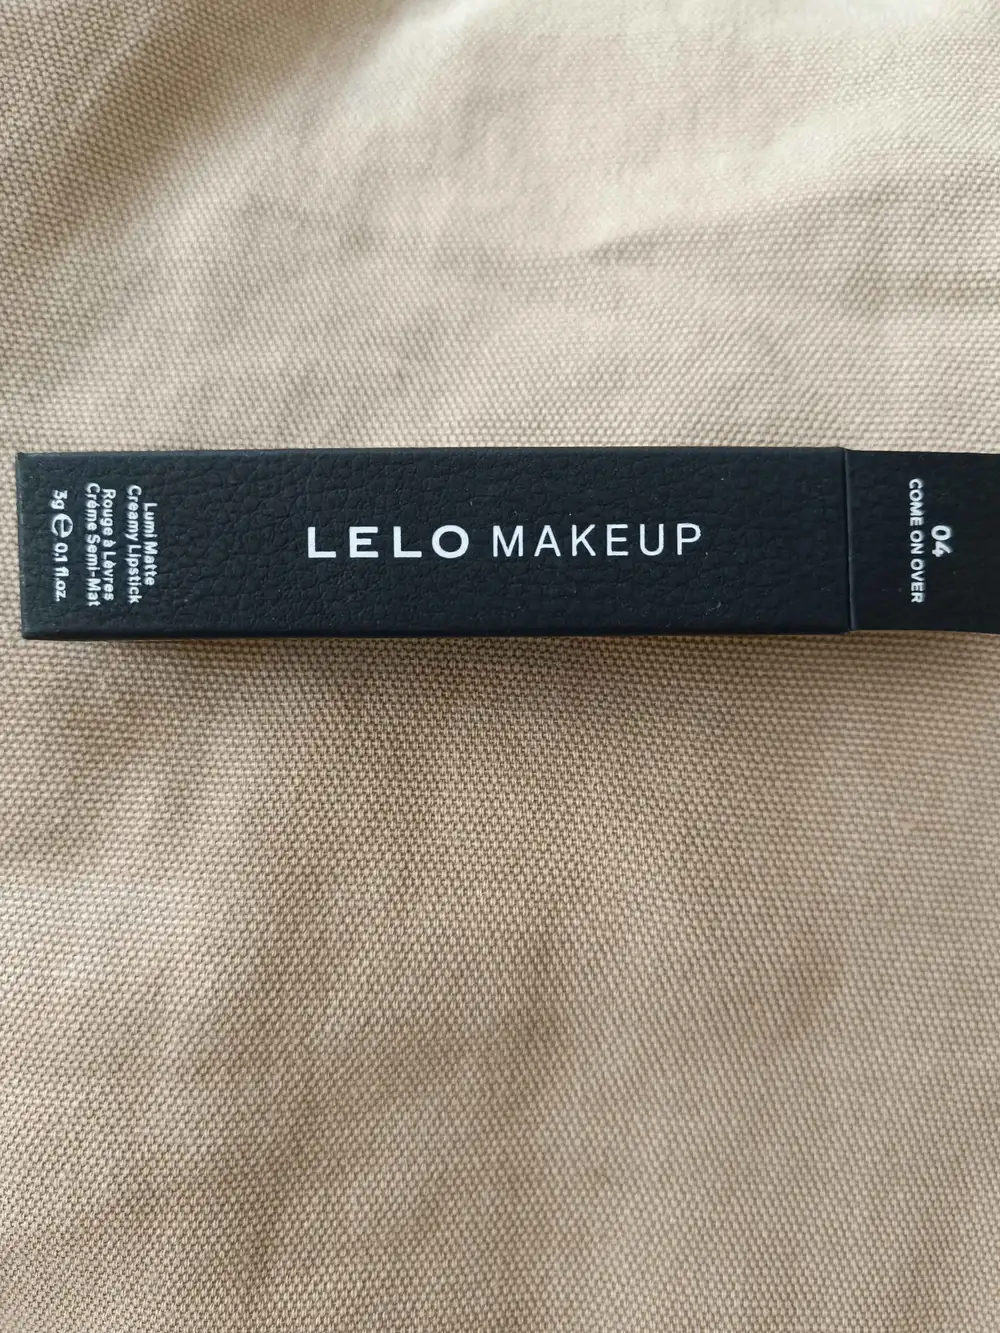 LELO MAKEUP
Lumi Matte
Creamy Lipstick
Rouge à Lèvres
Crème Semi-Mat
3g ℮ 0.1 fl.oz.
04
COME ON OVER